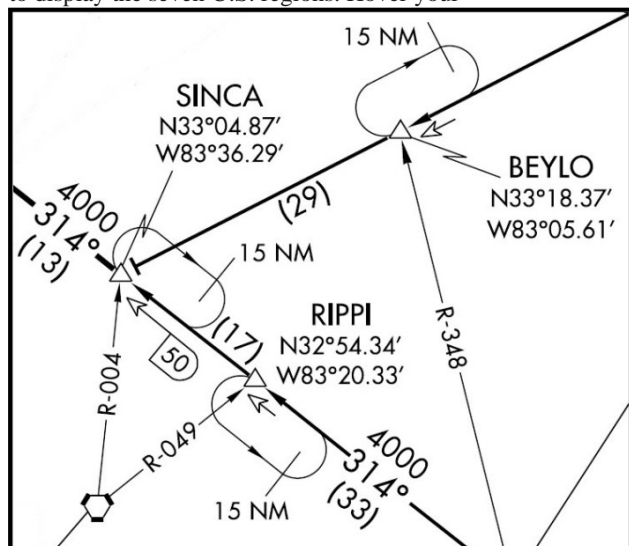 to display the seven U.S. regions. Hover your
15 NM
SINCA
N33°04.87'
W83°36.29'
BEYLO
N33°18.37'
W83°05.61'
4000
314°
(13)
(29)
15 NM
RIPPI
N32°54.34'
W83°20.33'
(17)
50
R-004
R-049
R-348
15 NM
4000
314°
(33)